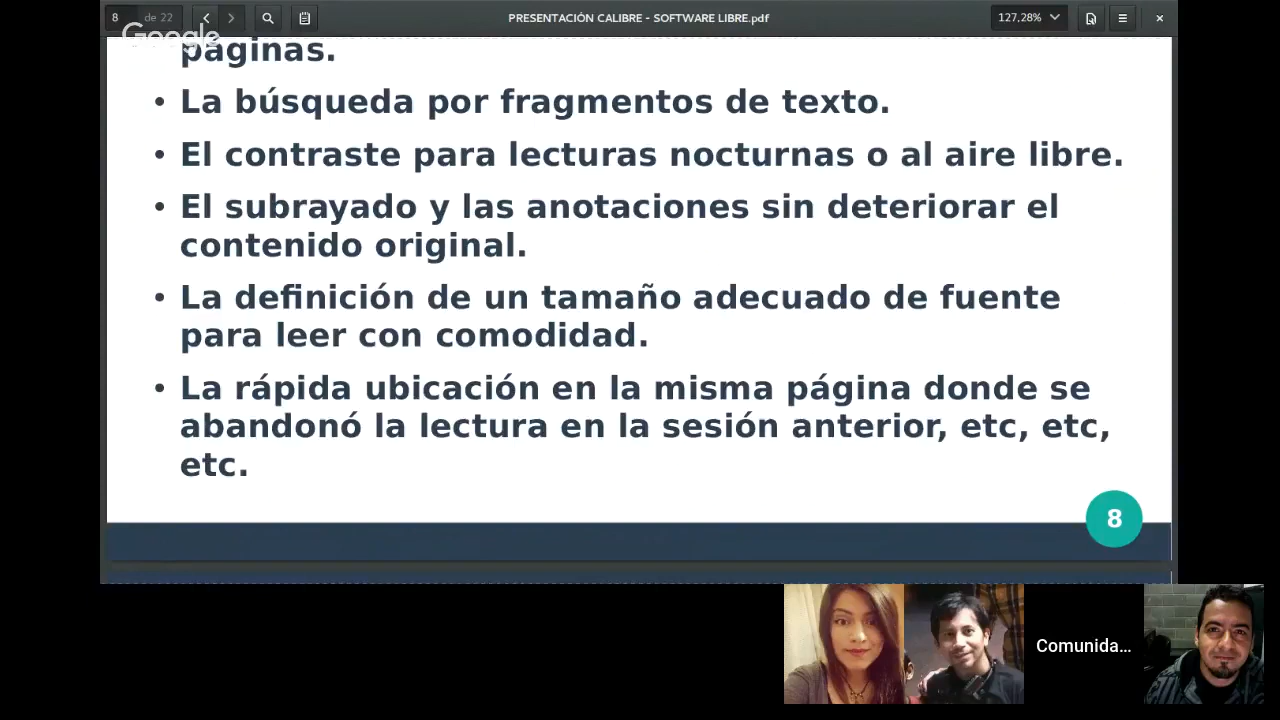 8 de 22
PRESENTACIÓN CALIBRE - SOFTWARE LIBRE.pdf
127,28%
Google
páginas.
• La búsqueda por fragmentos de texto.
• El contraste para lecturas nocturnas o al aire libre.
• El subrayado y las anotaciones sin deteriorar el
contenido original.
• La definición de un tamaño adecuado de fuente
para leer con comodidad.
• La rápida ubicación en la misma página donde se
abandonó la lectura en la sesión anterior, etc, etc,
etc.
8
Comunida...